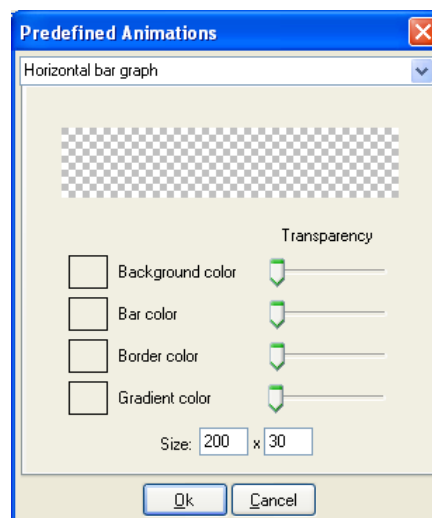 Predefined Animations
Horizontal bar graph
Transparency
Background color
Bar color
Border color
Gradient color
Size: 200 x 30
Ok Cancel